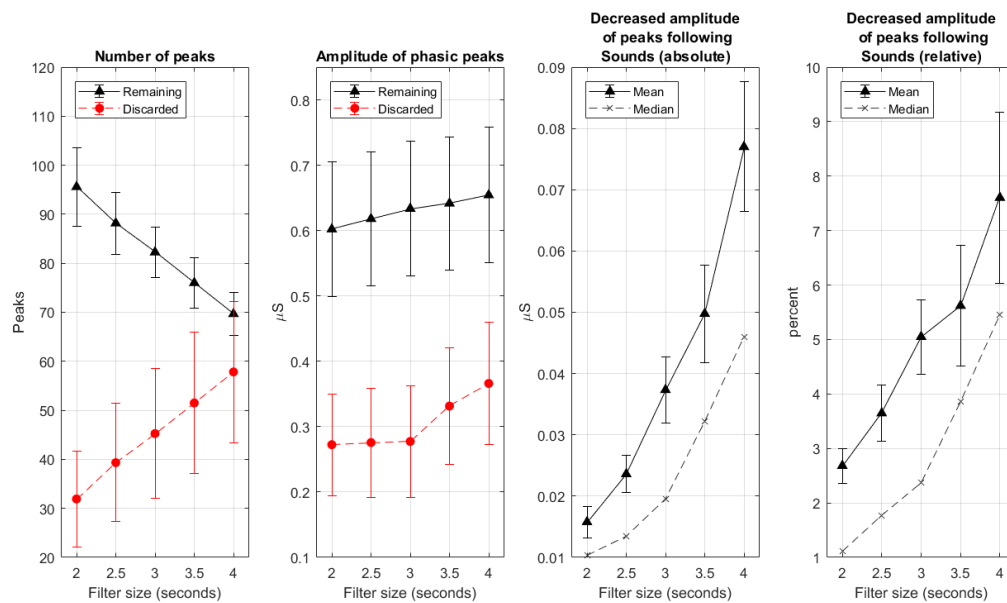 Number of peaks
120
110
100
90
80
70
60
50
40
30
20
Peaks
Remaining
Discarded
2 2.5 3 3.5 4
Filter size (seconds)
Amplitude of phasic peaks
0.8
0.7
0.6
0.5
0.4
0.3
0.2
0.1
μS
Remaining
Discarded
2 2.5 3 3.5 4
Filter size (seconds)
Decreased amplitude
of peaks following
Sounds (absolute)
0.09
0.08
0.07
0.06
0.05
0.04
0.03
0.02
0.01
μS
Mean
Median
2 2.5 3 3.5 4
Filter size (seconds)
Decreased amplitude
of peaks following
Sounds (relative)
10
9
8
7
6
5
4
3
2
1
percent
Mean
Median
2 2.5 3 3.5 4
Filter size (seconds)